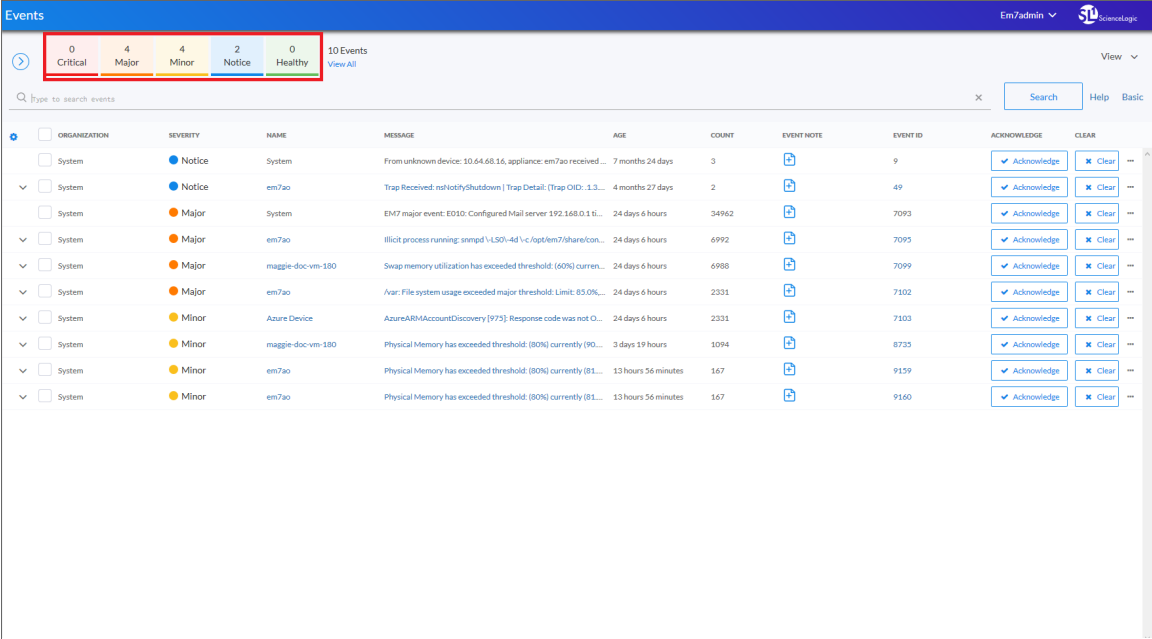 Events
Em7admin
SL1 ScienceLogic
0 4 4 2 0 10 Events
Critical Major Minor Notice Healthy View All
View
Type to search events
Search Help Basic
ORGANIZATION SEVERITY NAME MESSAGE AGE COUNT EVENT NOTE EVENT ID ACKNOWLEDGE CLEAR
System Notice System From unknown device: 10.64.68.16, appliance: em7ao received ... 7 months 24 days 3 9 Acknowledge Clear
System Notice em7ao Trap Received: nsNotifyShutdown | Trap Detail: (Trap OID: .1.3.... 4 months 27 days 2 49 Acknowledge Clear
System Major System EM7 major event: E010: Configured Mail server 192.168.0.1 ti... 24 days 6 hours 34962 7093 Acknowledge Clear
System Major em7ao Illicit process running: snmpd \-LS0\-4d \-c /opt/em7/share/con... 24 days 6 hours 6992 7095 Acknowledge Clear
System Major maggie-doc-vm-180 Swap memory utilization has exceeded threshold: (60%) curren... 24 days 6 hours 6988 7099 Acknowledge Clear
System Major em7ao /var: File system usage exceeded major threshold: Limit: 85.0%,... 24 days 6 hours 2331 7102 Acknowledge Clear
System Minor Azure Device AzureARMAccountDiscovery [975]: Response code was not O... 24 days 6 hours 2331 7103 Acknowledge Clear
System Minor maggie-doc-vm-180 Physical Memory has exceeded threshold: (80%) currently (90.... 3 days 19 hours 1094 8735 Acknowledge Clear
System Minor em7ao Physical Memory has exceeded threshold: (80%) currently (81.... 13 hours 56 minutes 167 9159 Acknowledge Clear
System Minor em7ao Physical Memory has exceeded threshold: (80%) currently (81.... 13 hours 56 minutes 167 9160 Acknowledge Clear